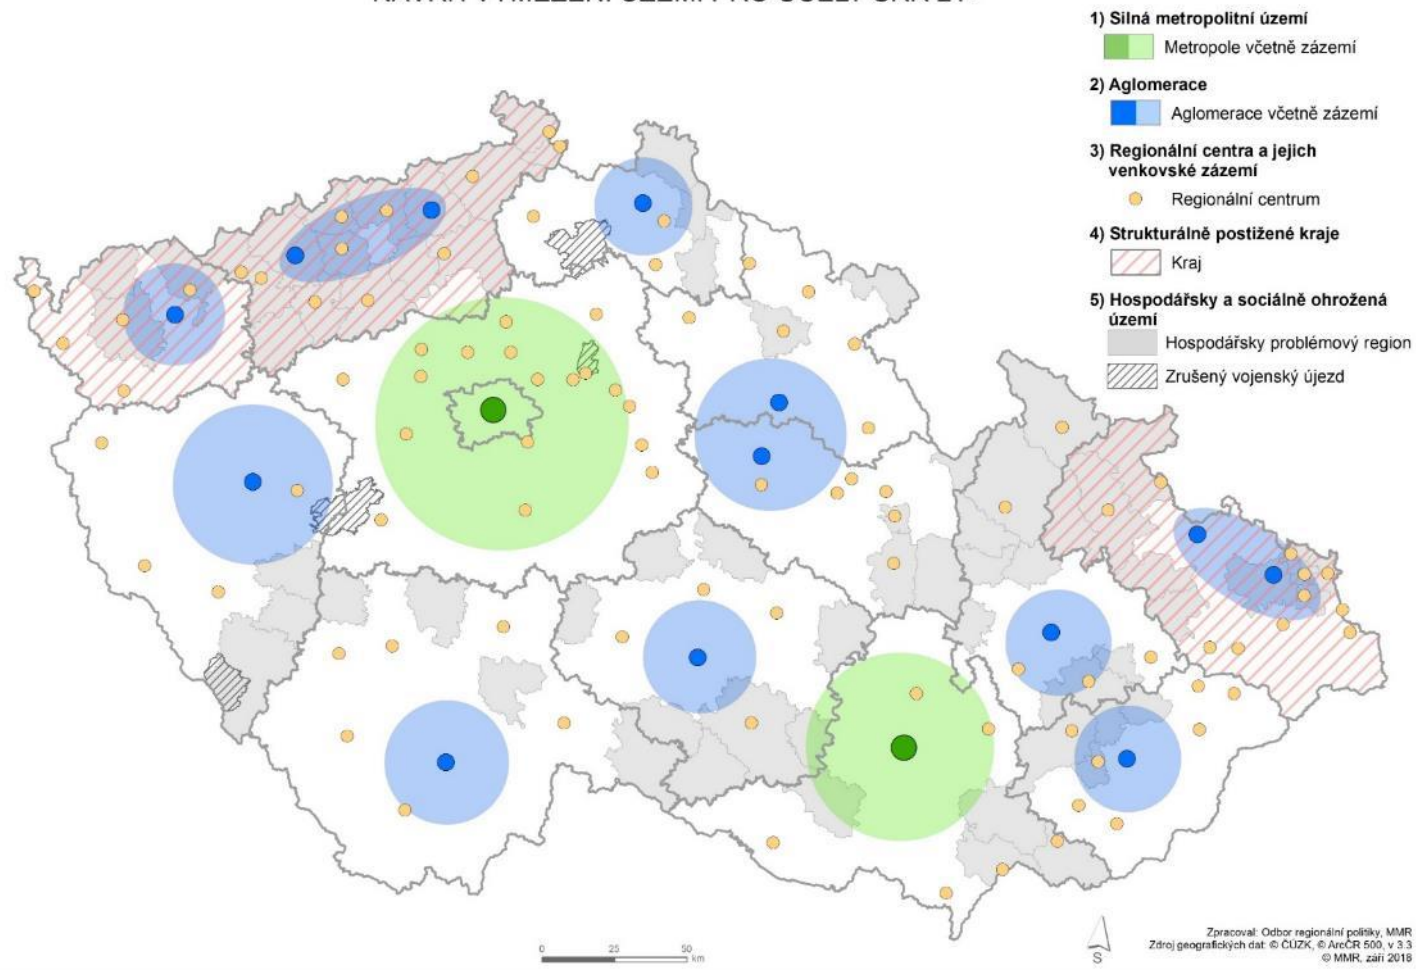 1) Silná metropolitní území
Metropole včetně zázemí
2) Aglomerace
Aglomerace včetně zázemí
3) Regionální centra a jejich
venkovské zázemí
Regionální centrum
4) Strukturálně postižené kraje
Kraj
5) Hospodářsky a sociálně ohrožená
území
Hospodářsky problémový region
Zrušený vojenský újezd
0 25 50
km
S
Zpracoval: Odbor regionální politiky, MMR
Zdroj geografických dat: © ČÚZK, © ArcČR 500, v 3.3
© MMR, září 2018